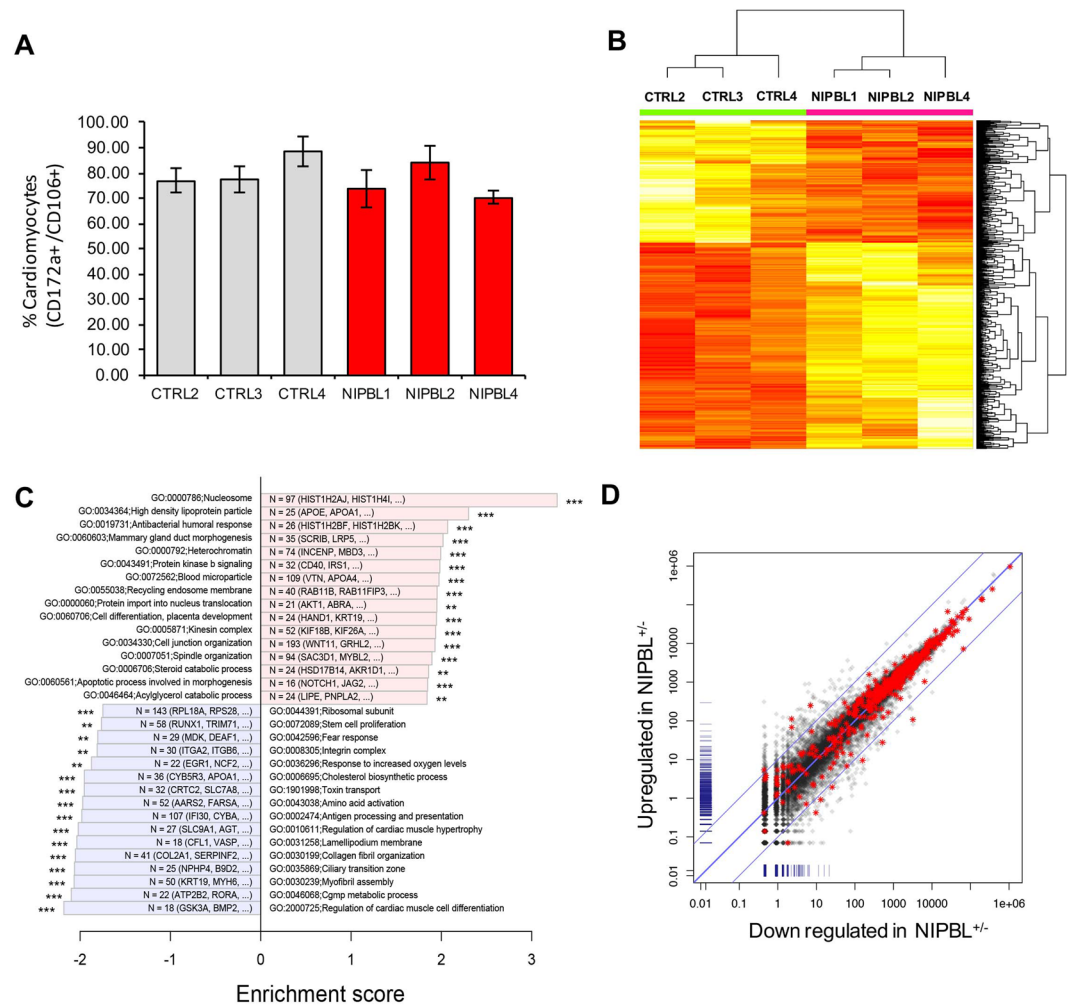 A
% Cardiomyocytes
(CD172a+/CD106+)
100.00
90.00
80.00
70.00
60.00
50.00
40.00
30.00
20.00
10.00
0.00
CTRL2 CTRL3 CTRL4 NIPBL1 NIPBL2 NIPBL4
B
CTRL2 CTRL3 CTRL4 NIPBL1 NIPBL2 NIPBL4
C
GO:0000786;Nucleosome N = 97 (HIST1H2AJ, HIST1H4I, ...) ***
GO:0034364;High density lipoprotein particle N = 25 (APOE, APOA1, ...) ***
GO:0019731;Antibacterial humoral response N = 26 (HIST1H2BF, HIST1H2BK, ...) ***
GO:0060603;Mammary gland duct morphogenesis N = 35 (SCRIB, LRP5, ...) ***
GO:0000792;Heterochromatin N = 74 (INCENP, MBD3, ...) ***
GO:0043491;Protein kinase b signaling N = 32 (CD40, IRS1, ...) ***
GO:0072562;Blood microparticle N = 109 (VTN, APOA4, ...) ***
GO:0055038;Recycling endosome membrane N = 40 (RAB11B, RAB11FIP3, ...) ***
GO:0000060;Protein import into nucleus translocation N = 21 (AKT1, ABRA, ...) **
GO:0060706;Cell differentiation, placenta development N = 24 (HAND1, KRT19, ...) ***
GO:0005871;Kinesin complex N = 52 (KIF18B, KIF26A, ...) ***
GO:0034330;Cell junction organization N = 193 (WNT11, GRHL2, ...) ***
GO:0007051;Spindle organization N = 94 (SAC3D1, MYBL2, ...) ***
GO:0006706;Steroid catabolic process N = 24 (HSD17B14, AKR1D1, ...) **
GO:0060561;Apoptotic process involved in morphogenesis N = 16 (NOTCH1, JAG2, ...) ***
GO:0046464;Acylglycerol catabolic process N = 24 (LIPE, PNPLA2, ...) **
*** N = 143 (RPL18A, RPS28, ...) GO:0044391;Ribosomal subunit
** N = 58 (RUNX1, TRIM71, ...) GO:0072089;Stem cell proliferation
** N = 29 (MDK, DEAF1, ...) GO:0042596;Fear response
** N = 30 (ITGA2, ITGB6, ...) GO:0008305;Integrin complex
** N = 22 (EGR1, NCF2, ...) GO:0036296;Response to increased oxygen levels
*** N = 36 (CYB5R3, APOA1, ...) GO:0006695;Cholesterol biosynthetic process
*** N = 32 (CRTC2, SLC7A8, ...) GO:1901998;Toxin transport
*** N = 52 (AARS2, FARSA, ...) GO:0043038;Amino acid activation
*** N = 107 (IFI30, CYBA, ...) GO:0002474;Antigen processing and presentation
*** N = 27 (SLC9A1, AGT, ...) GO:0010611;Regulation of cardiac muscle hypertrophy
*** N = 18 (CFL1, VASP, ...) GO:0031258;Lamellipodium membrane
*** N = 41 (COL2A1, SERPINF2, ...) GO:0030199;Collagen fibril organization
*** N = 25 (NPHP4, B9D2, ...) GO:0035869;Ciliary transition zone
*** N = 50 (KRT19, MYH6, ...) GO:0030239;Myofibril assembly
*** N = 22 (ATP2B2, RORA, ...) GO:0046068;Cgmp metabolic process
*** N = 18 (GSK3A, BMP2, ...) GO:2000725;Regulation of cardiac muscle cell differentiation
-2 -1 0 1 2 3
Enrichment score
D
Upregulated in NIPBL+/-
1e+06
10000
1000
100
10
1
0.1
0.01
0.01 0.1 1 10 100 1000 10000 1e+06
Down regulated in NIPBL+/-